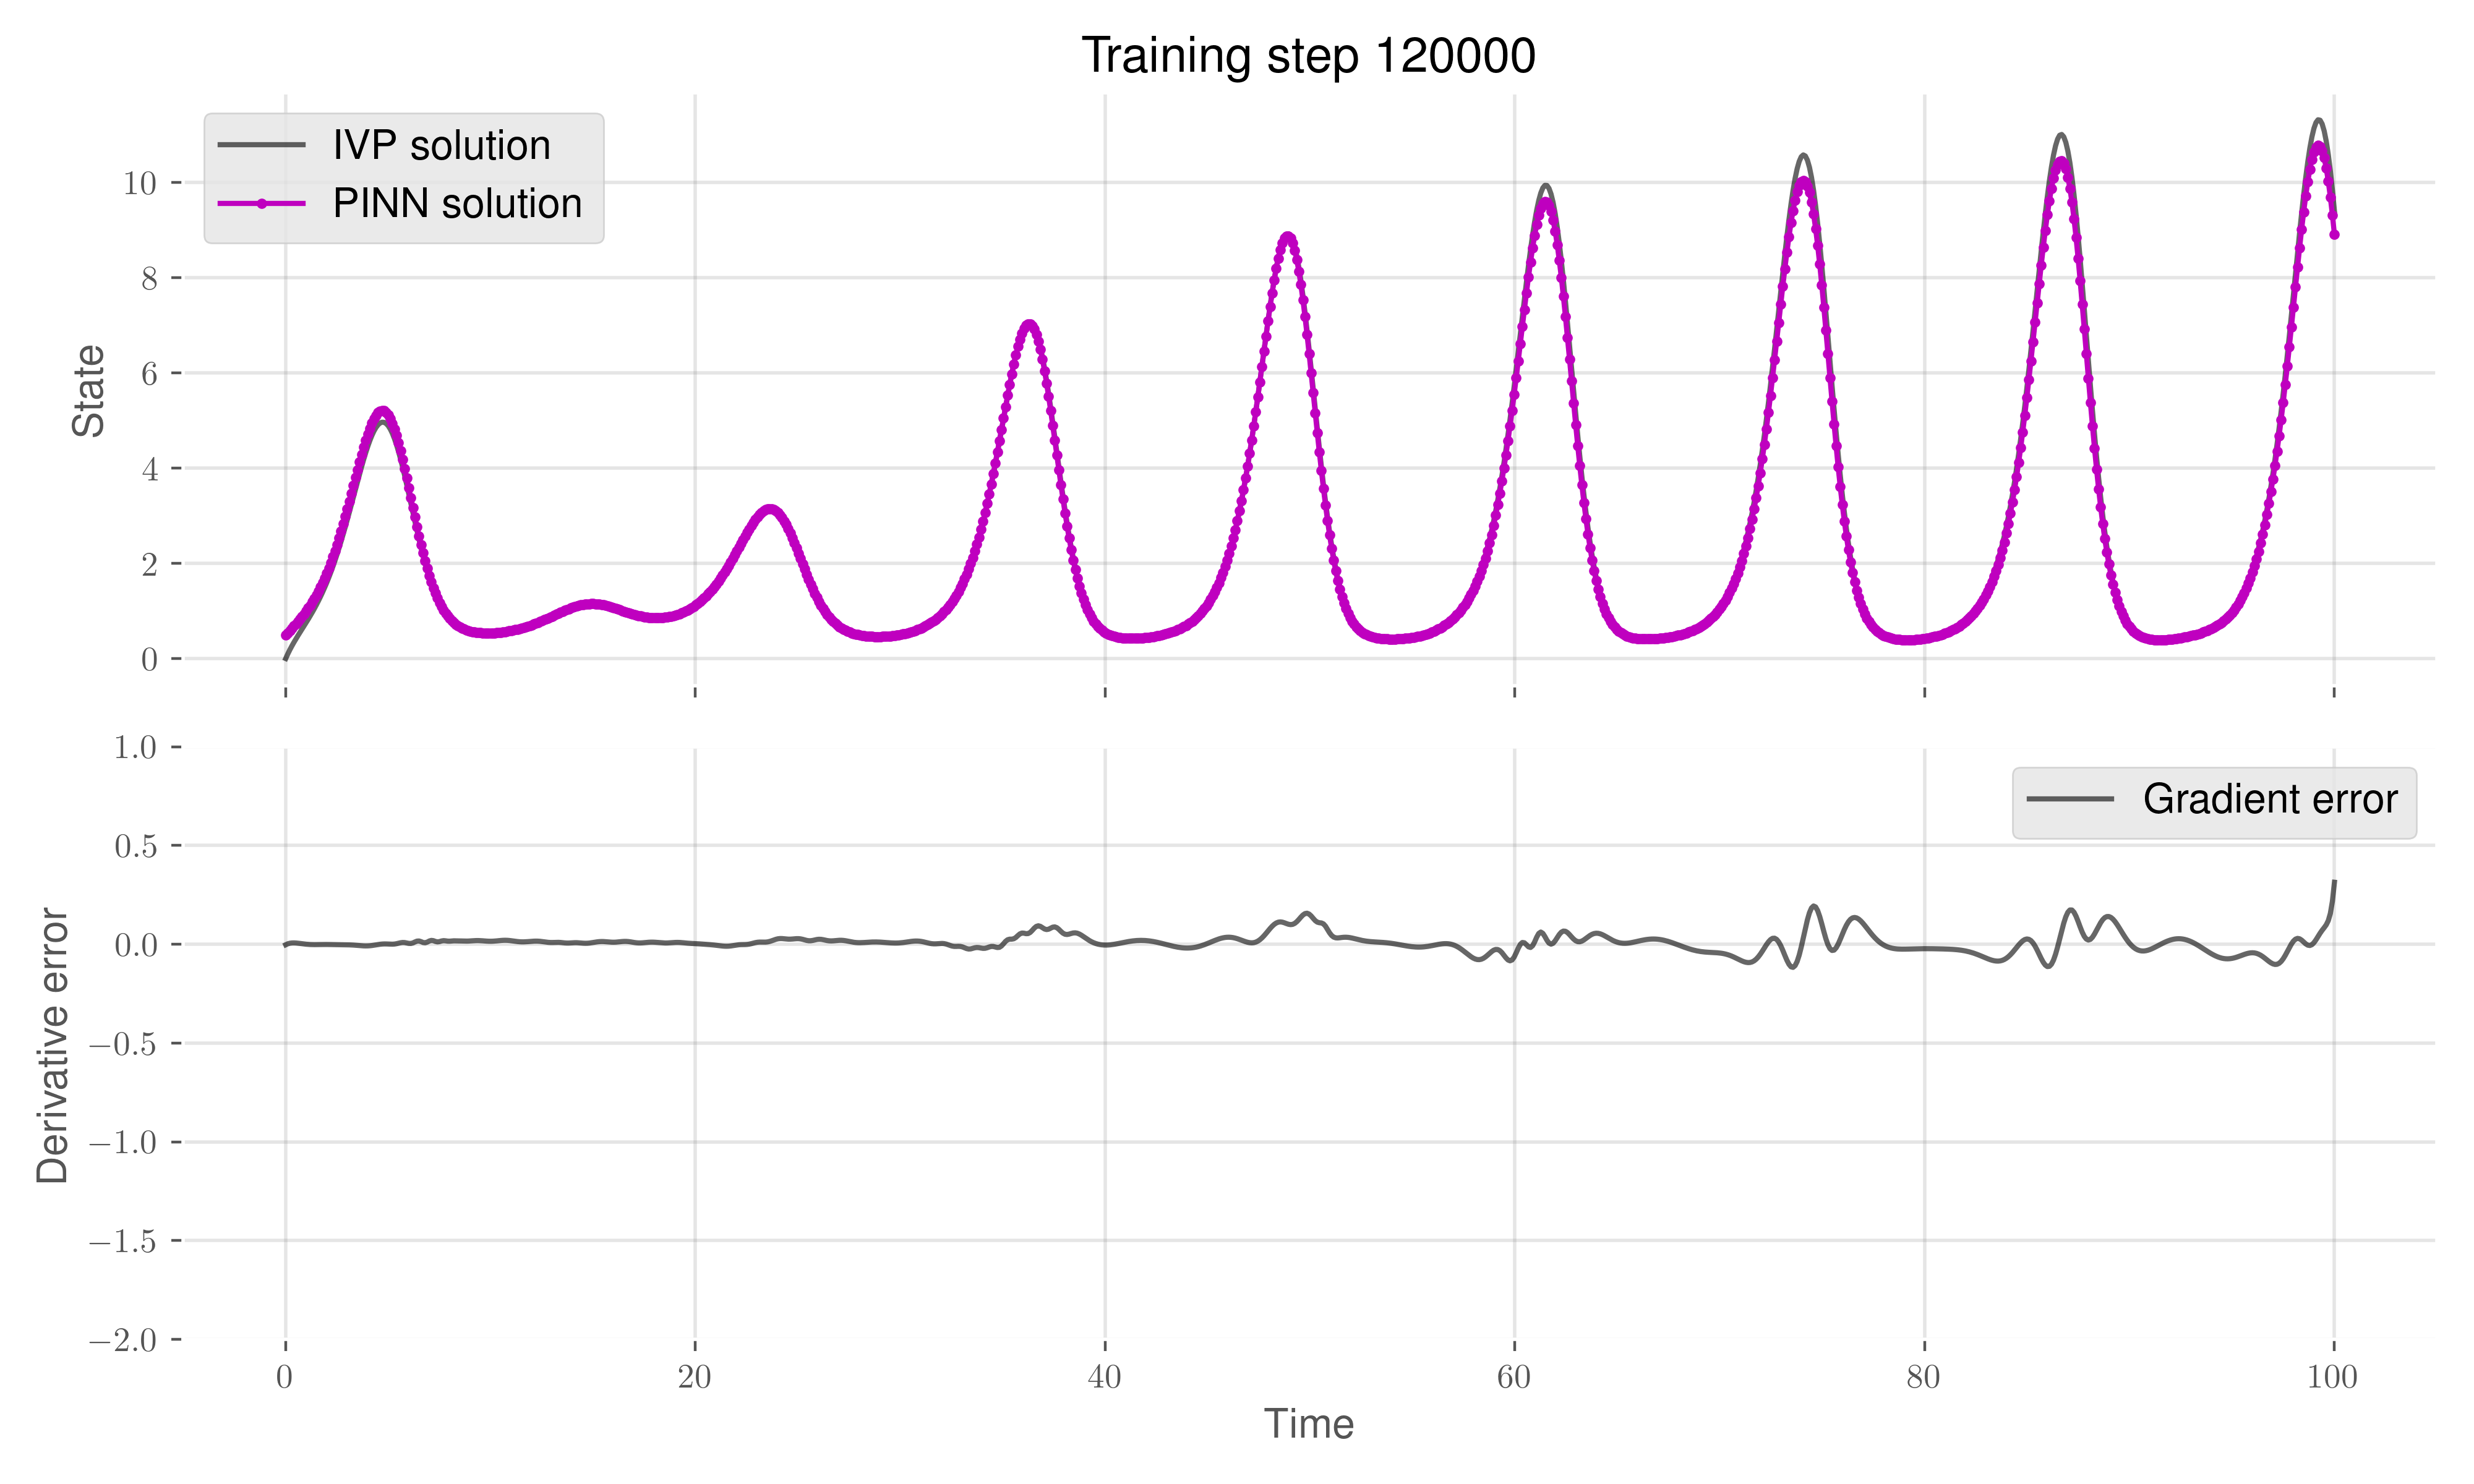 Training step 120000
IVP solution
PINN solution
10
8
6
4
2
0
State
1.0
0.5
0.0
−0.5
−1.0
−1.5
−2.0
Derivative error
Gradient error
0 20 40 60 80 100
Time